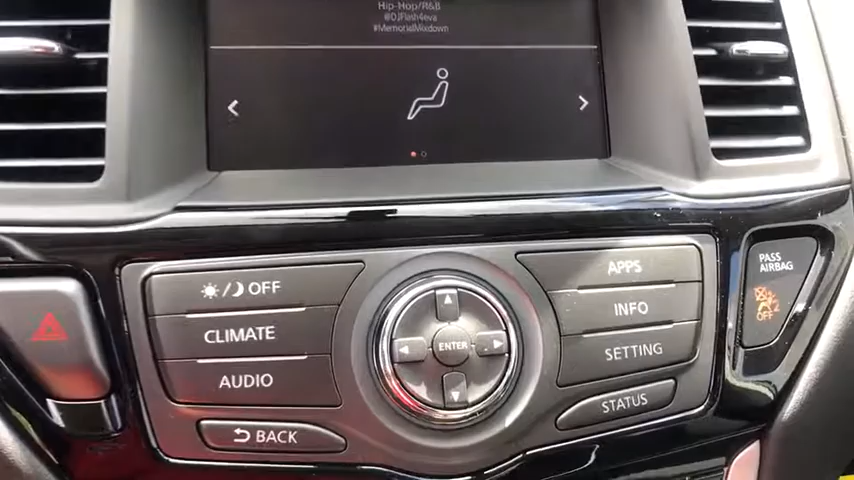 Hip-Hop/R&B
@DJFlash4eva
#MemorialMixdown
OFF
CLIMATE
AUDIO
BACK
ENTER
APPS
INFO
SETTING
STATUS
PASS
AIRBAG
OFF